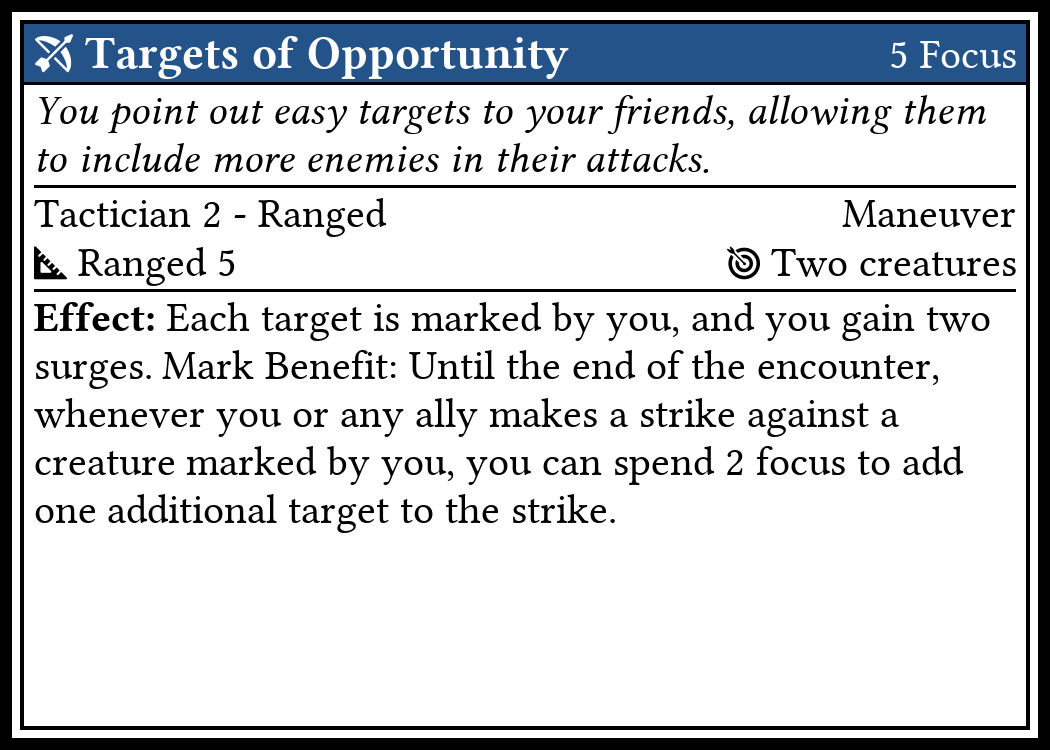 Targets of Opportunity 5 Focus
You point out easy targets to your friends, allowing them
to include more enemies in their attacks.
Tactician 2 - Ranged Maneuver
Ranged 5 Two creatures
Effect: Each target is marked by you, and you gain two
surges. Mark Benefit: Until the end of the encounter,
whenever you or any ally makes a strike against a
creature marked by you, you can spend 2 focus to add
one additional target to the strike.